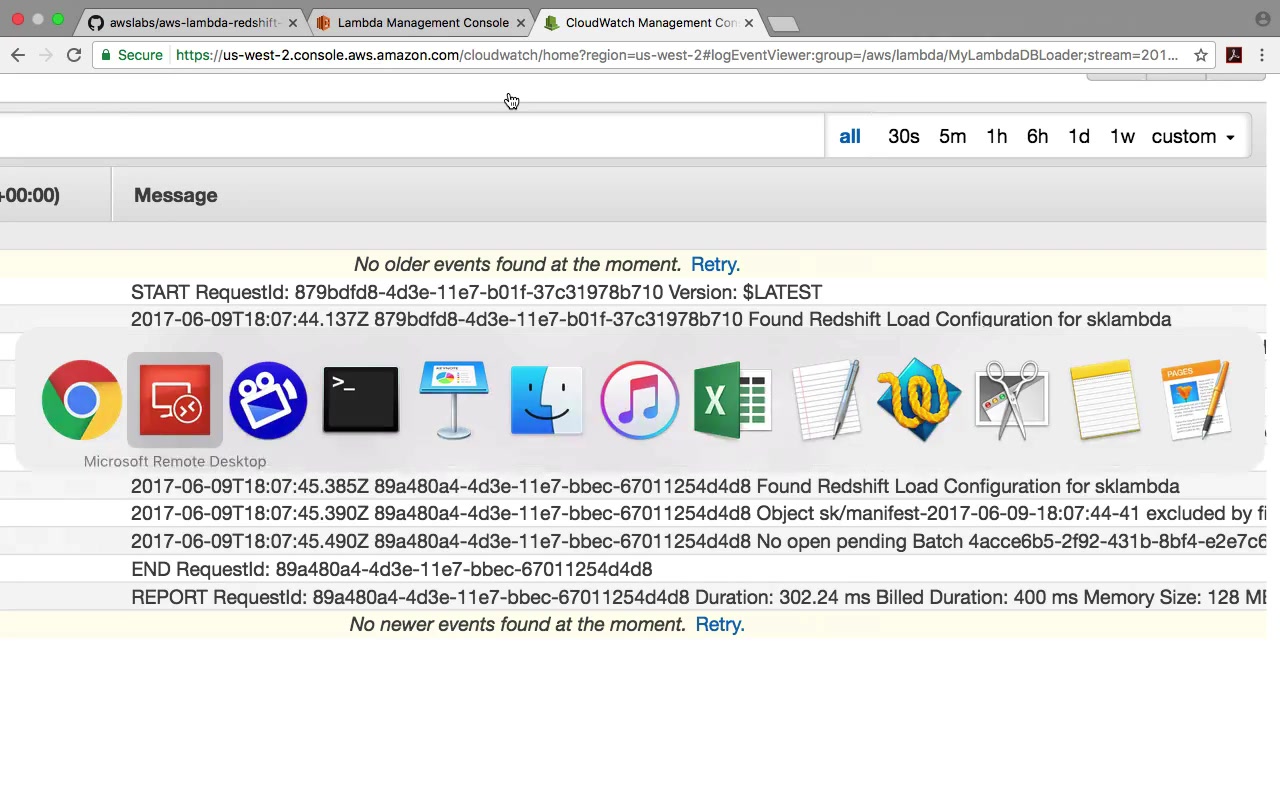 awslabs/aws-lambda-redshift-
Lambda Management Console
CloudWatch Management Con
Secure
https://us-west-2.console.aws.amazon.com/cloudwatch/home?region=us-west-2#logEventViewer:group=/aws/lambda/MyLambdaDBLoader;stream=201...
all 30s 5m 1h 6h 1d 1w custom
+00:00)
Message
No older events found at the moment. Retry.
START RequestId: 879bdfd8-4d3e-11e7-b01f-37c31978b710 Version: $LATEST
2017-06-09T18:07:44.137Z 879bdfd8-4d3e-11e7-b01f-37c31978b710 Found Redshift Load Configuration for sklambda
>_
KEYNOTE
X
PAGES
Microsoft Remote Desktop
2017-06-09T18:07:45.385Z 89a480a4-4d3e-11e7-bbec-67011254d4d8 Found Redshift Load Configuration for sklambda
2017-06-09T18:07:45.390Z 89a480a4-4d3e-11e7-bbec-67011254d4d8 Object sk/manifest-2017-06-09-18:07:44-41 excluded by fi
2017-06-09T18:07:45.490Z 89a480a4-4d3e-11e7-bbec-67011254d4d8 No open pending Batch 4acce6b5-2f92-431b-8bf4-e2e7c6
END RequestId: 89a480a4-4d3e-11e7-bbec-67011254d4d8
REPORT RequestId: 89a480a4-4d3e-11e7-bbec-67011254d4d8 Duration: 302.24 ms Billed Duration: 400 ms Memory Size: 128 MB
No newer events found at the moment. Retry.